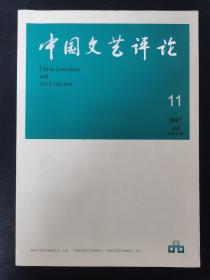 中国文艺评论
China Literature
and
Art Criticism
11
2017